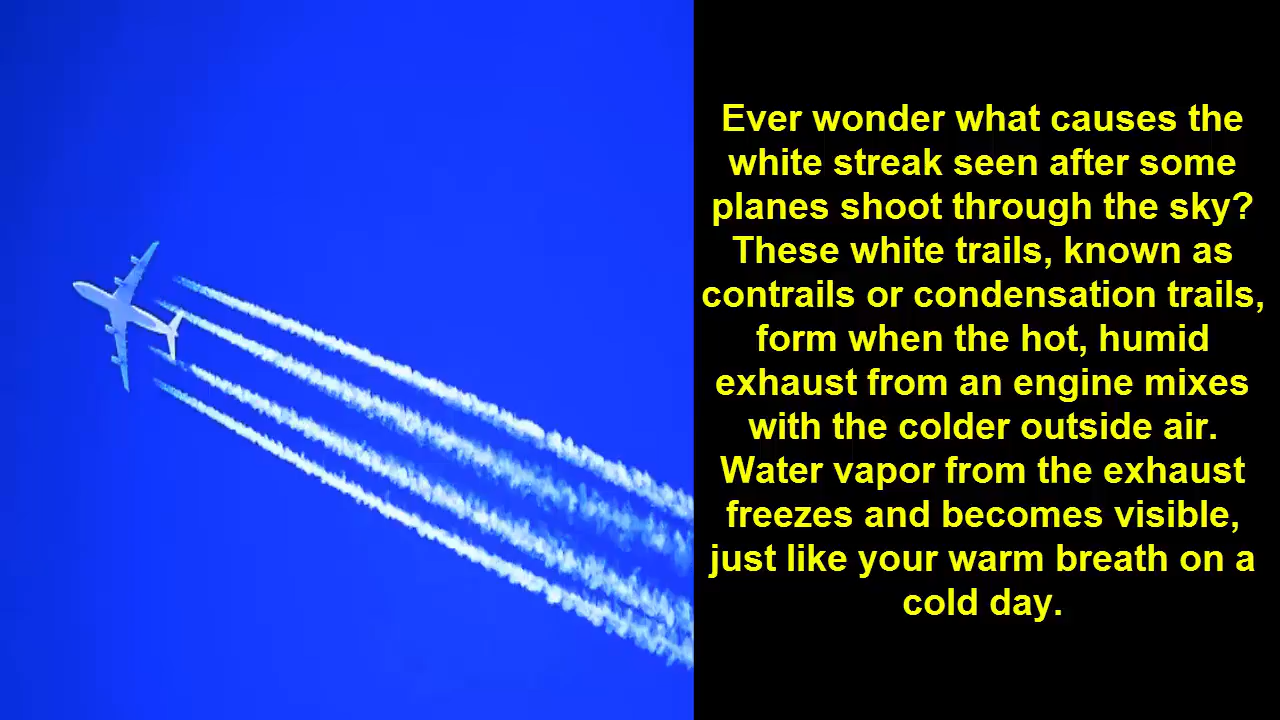 Ever wonder what causes the
white streak seen after some
planes shoot through the sky?
These white trails, known as
contrails or condensation trails,
form when the hot, humid
exhaust from an engine mixes
with the colder outside air.
Water vapor from the exhaust
freezes and becomes visible,
just like your warm breath on a
cold day.